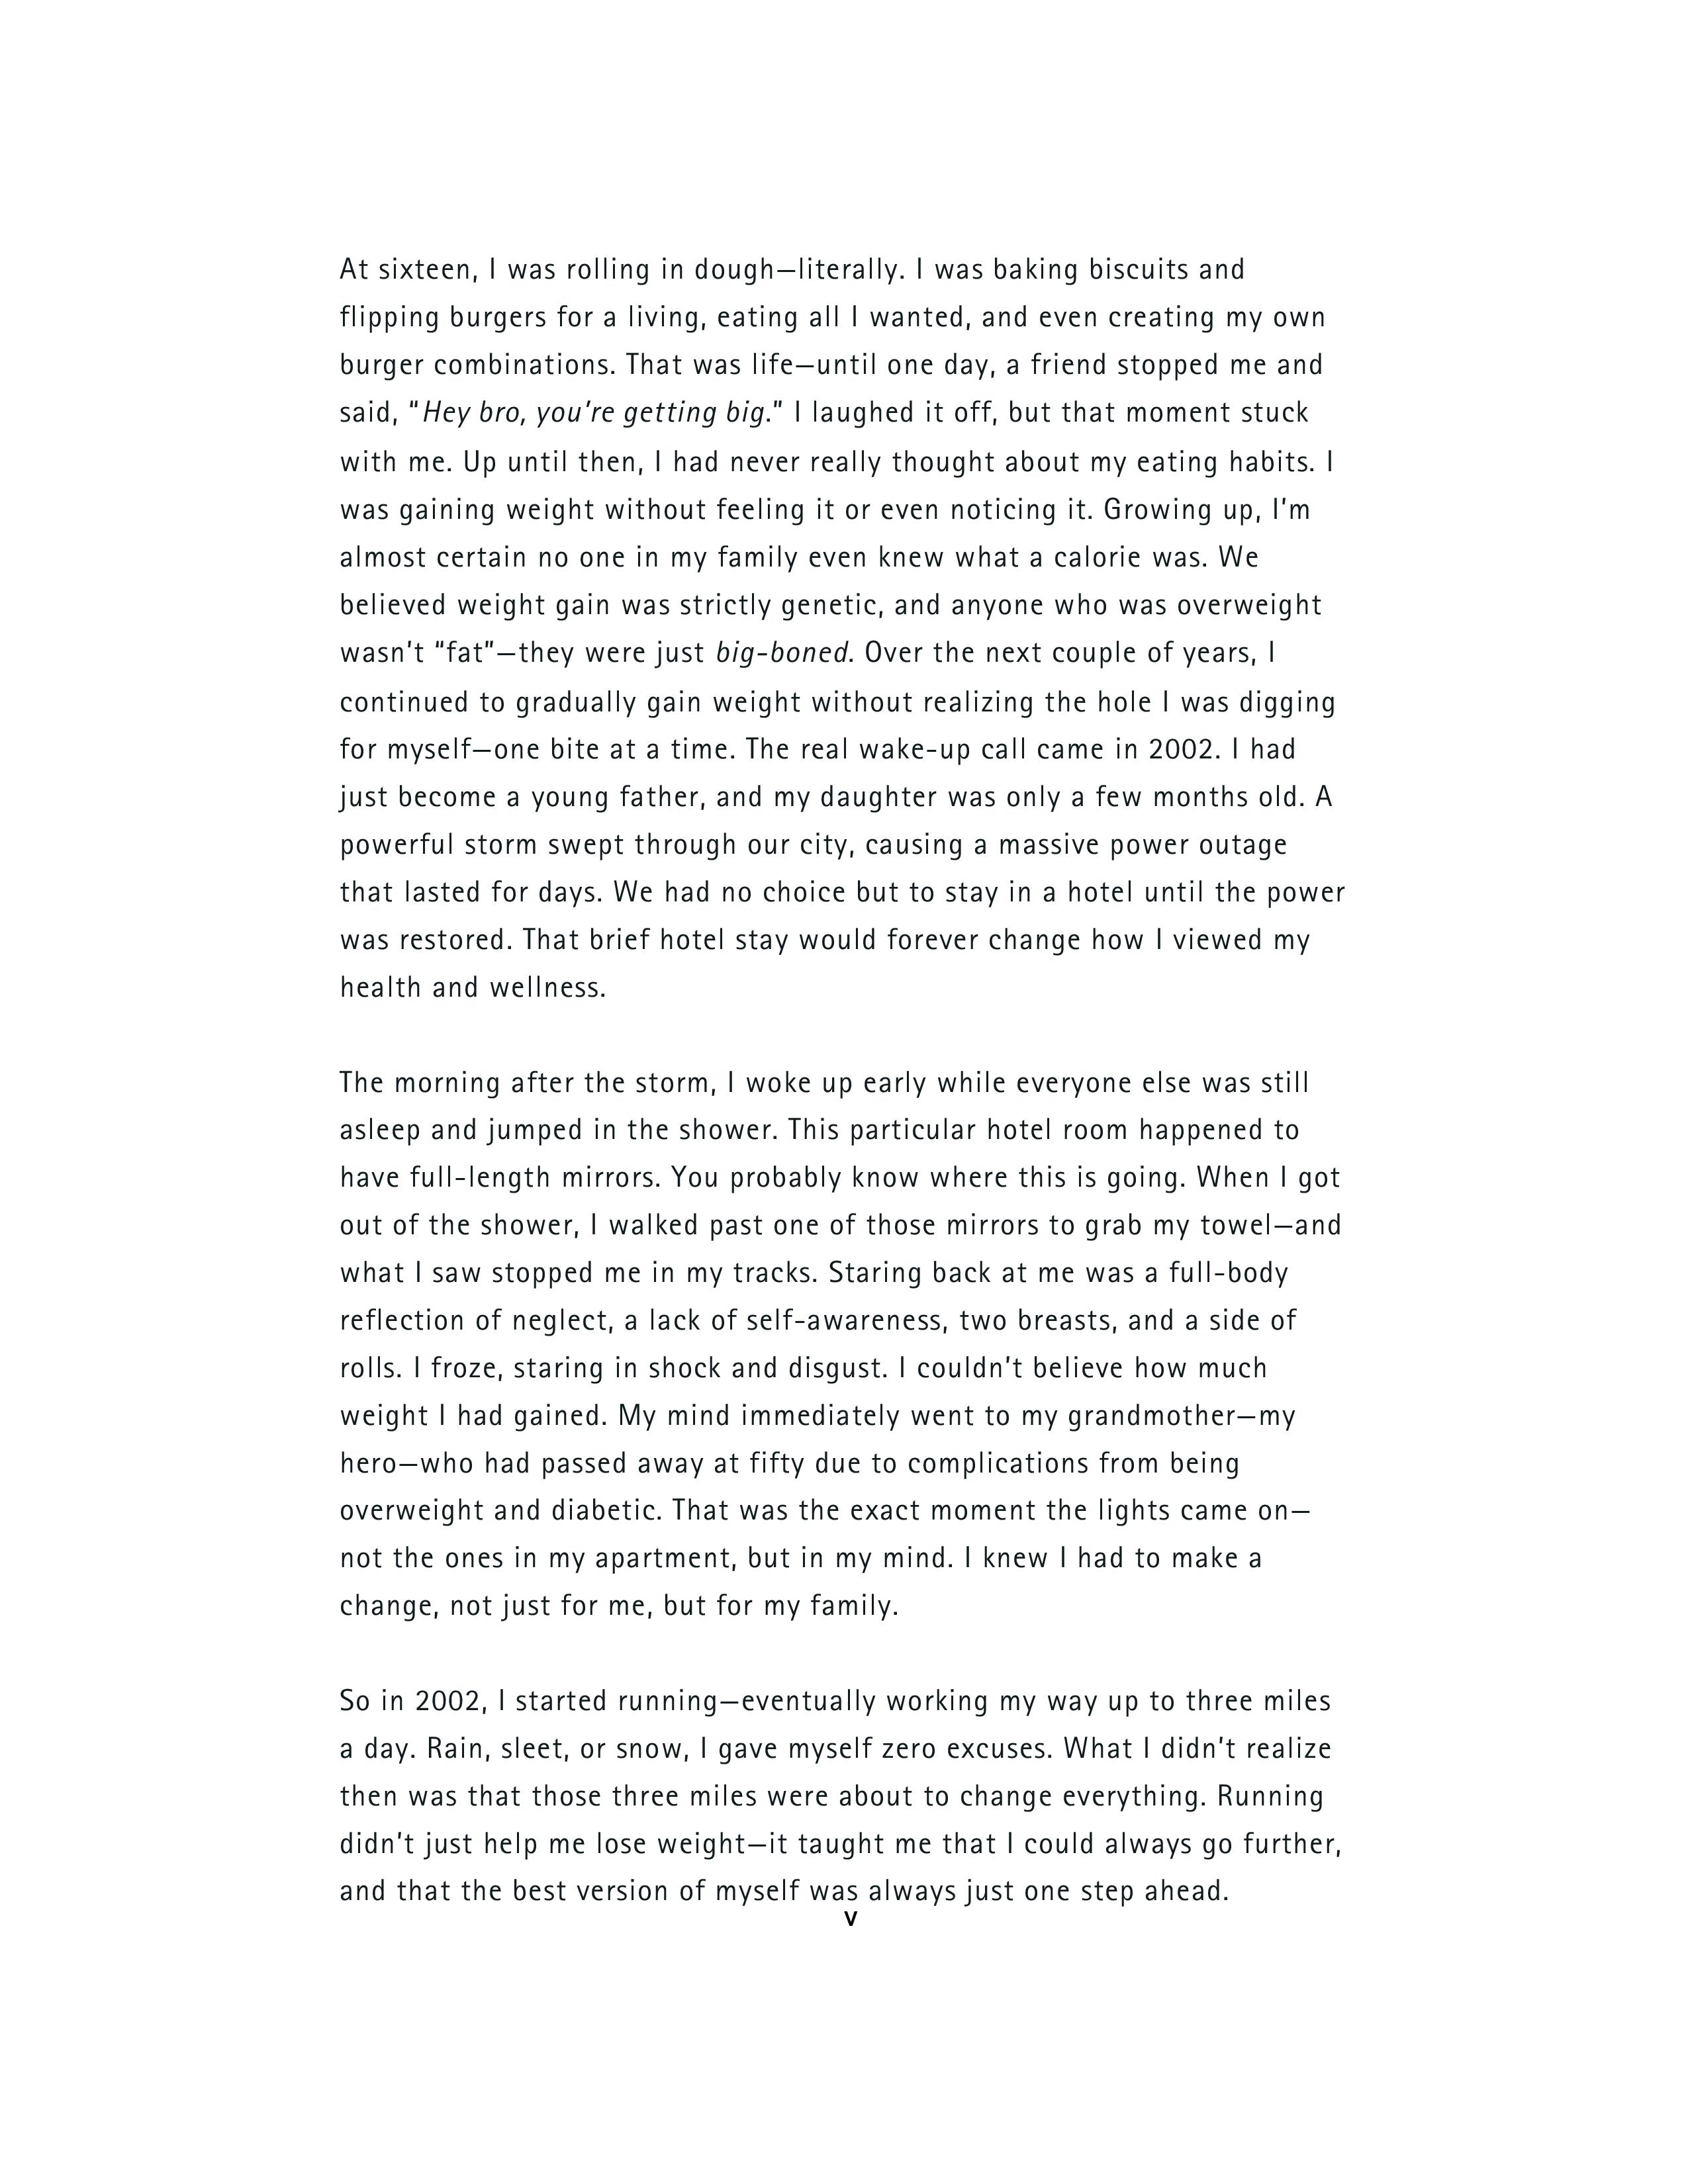 At sixteen, I was rolling in dough—literally. I was baking biscuits and
flipping burgers for a living, eating all I wanted, and even creating my own
burger combinations. That was life—until one day, a friend stopped me and
said, “Hey bro, you’re getting big.” I laughed it off, but that moment stuck
with me. Up until then, I had never really thought about my eating habits. I
was gaining weight without feeling it or even noticing it. Growing up, I’m
almost certain no one in my family even knew what a calorie was. We
believed weight gain was strictly genetic, and anyone who was overweight
wasn’t “fat”—they were just big-boned. Over the next couple of years, I
continued to gradually gain weight without realizing the hole I was digging
for myself—one bite at a time. The real wake-up call came in 2002. I had
just become a young father, and my daughter was only a few months old. A
powerful storm swept through our city, causing a massive power outage
that lasted for days. We had no choice but to stay in a hotel until the power
was restored. That brief hotel stay would forever change how I viewed my
health and wellness.
The morning after the storm, I woke up early while everyone else was still
asleep and jumped in the shower. This particular hotel room happened to
have full-length mirrors. You probably know where this is going. When I got
out of the shower, I walked past one of those mirrors to grab my towel—and
what I saw stopped me in my tracks. Staring back at me was a full-body
reflection of neglect, a lack of self-awareness, two breasts, and a side of
rolls. I froze, staring in shock and disgust. I couldn’t believe how much
weight I had gained. My mind immediately went to my grandmother—my
hero—who had passed away at fifty due to complications from being
overweight and diabetic. That was the exact moment the lights came on—
not the ones in my apartment, but in my mind. I knew I had to make a
change, not just for me, but for my family.
So in 2002, I started running—eventually working my way up to three miles
a day. Rain, sleet, or snow, I gave myself zero excuses. What I didn’t realize
then was that those three miles were about to change everything. Running
didn’t just help me lose weight—it taught me that I could always go further,
and that the best version of myself was always just one step ahead.
v